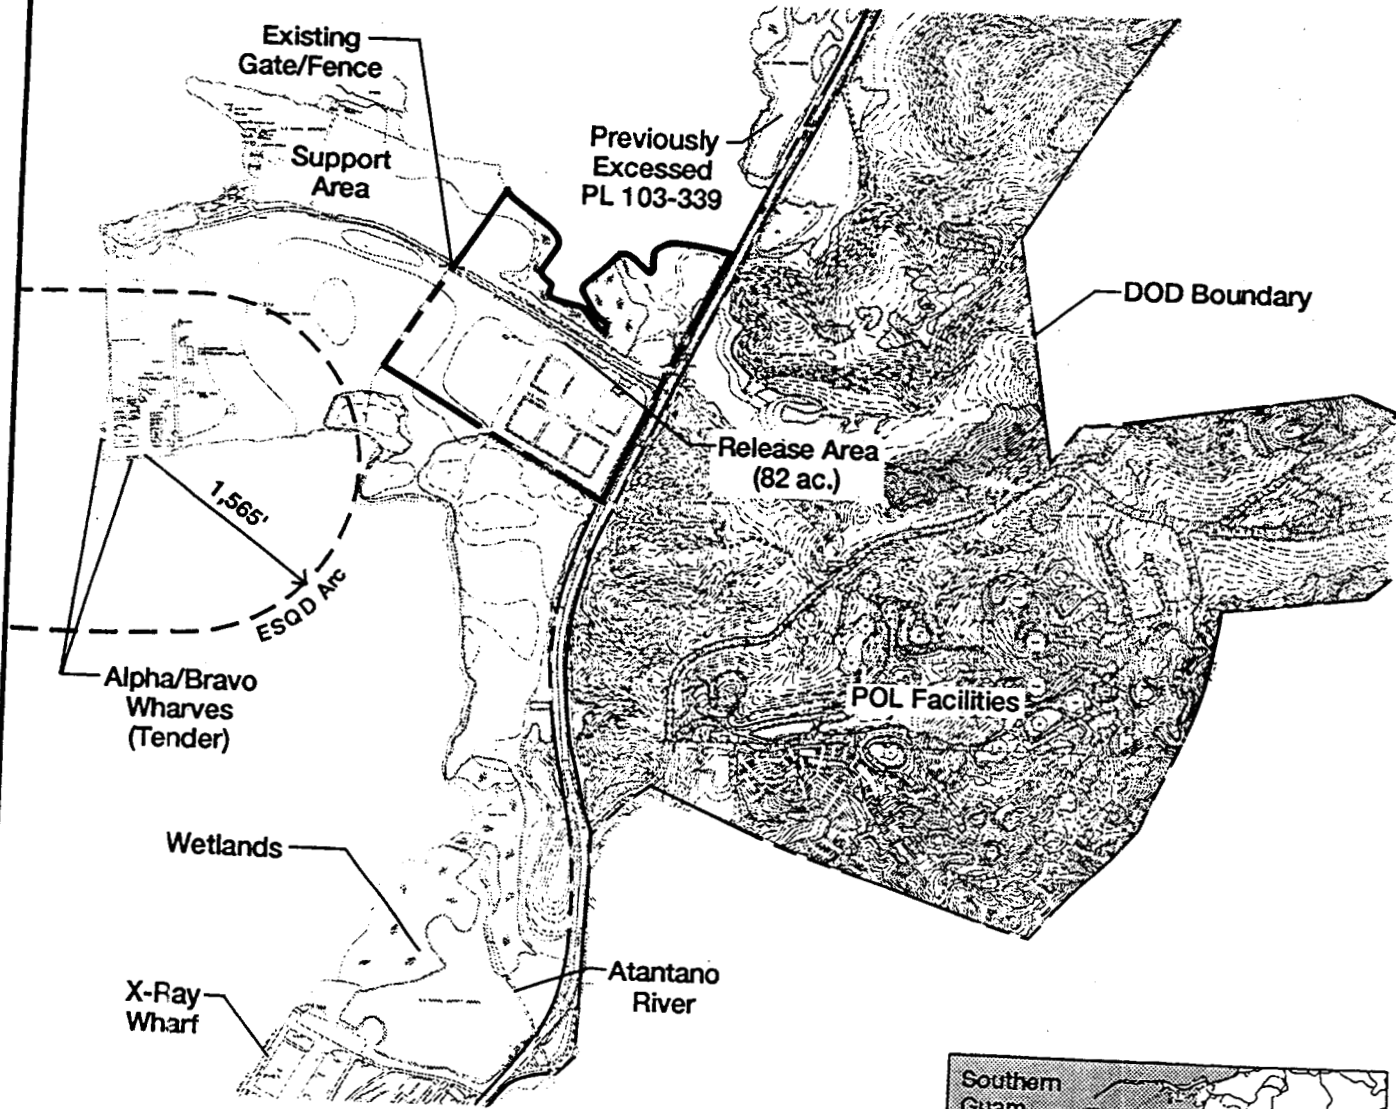 Existing
Gate/Fence
Previously
Excessed
PL 103-339
Support
Area
DOD Boundary
Release Area
(82 ac.)
1,565'
ESQD Arc
Alpha/Bravo
Wharves
(Tender)
POL Facilities
Wetlands
Atantano
River
X-Ray
Wharf
Southern
Guam